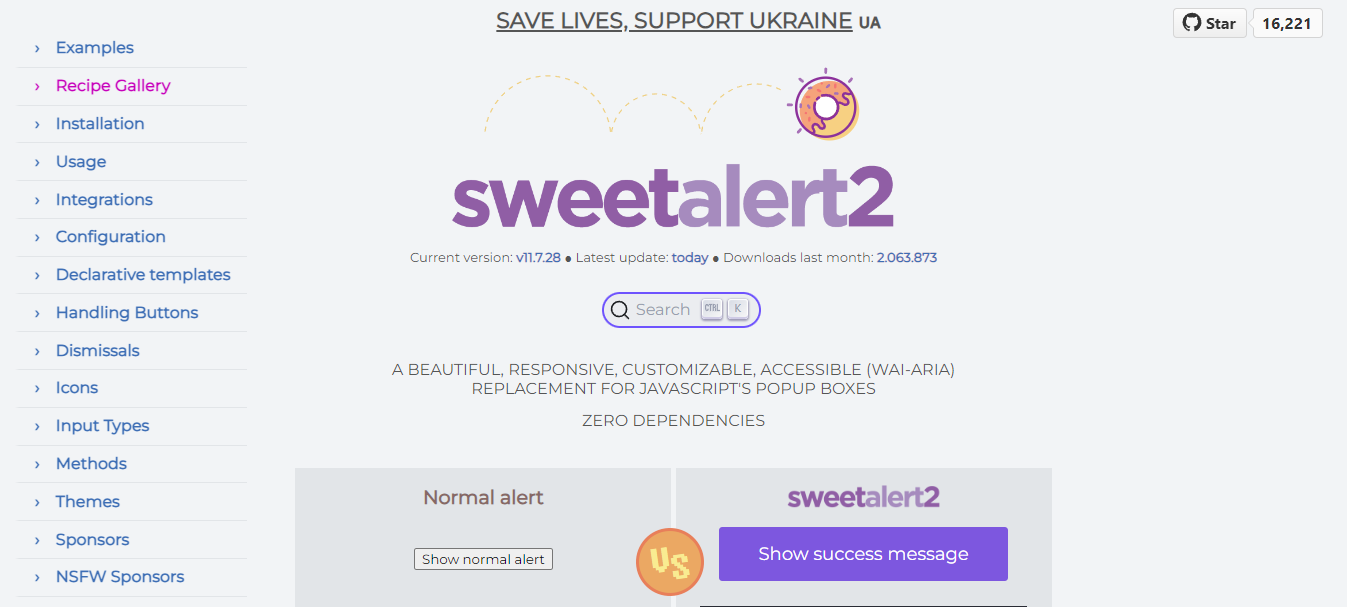 SAVE LIVES, SUPPORT UKRAINE UA
Star 16,221
› Examples
› Recipe Gallery
› Installation
› Usage
› Integrations
› Configuration
› Declarative templates
› Handling Buttons
› Dismissals
› Icons
› Input Types
› Methods
› Themes
› Sponsors
› NSFW Sponsors
sweetalert2
Current version: v11.7.28 ● Latest update: today ● Downloads last month: 2.063.873
Search CTRL K
A BEAUTIFUL, RESPONSIVE, CUSTOMIZABLE, ACCESSIBLE (WAI-ARIA)
REPLACEMENT FOR JAVASCRIPT'S POPUP BOXES
ZERO DEPENDENCIES
Normal alert
Show normal alert
VS
sweetalert2
Show success message